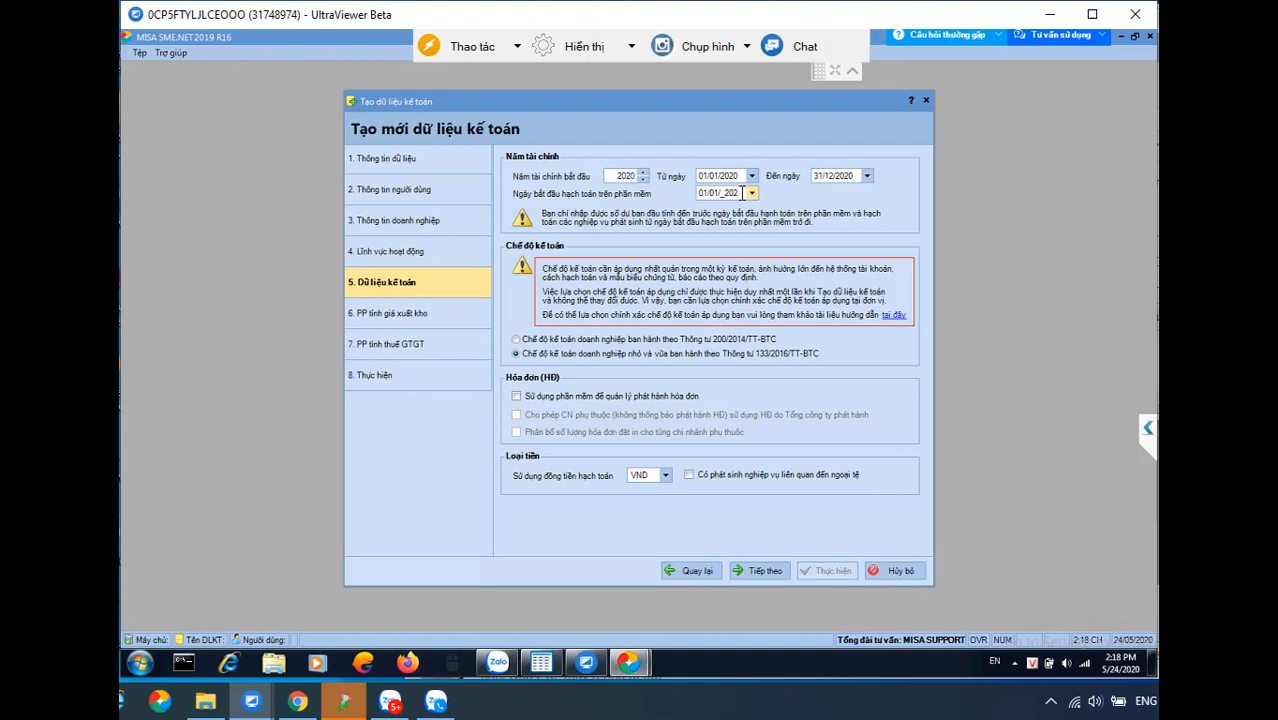 0CP5FTYLJLCEOOO (31748974) - UltraViewer Beta
MISA SME.NET 2019 R16
Thao tác
Hiển thị
Chụp hình
Chat
Câu hỏi thường gặp
Tư vấn sử dụng
Tệp Trợ giúp
Tạo dữ liệu kế toán
Tạo mới dữ liệu kế toán
1. Thông tin dữ liệu
2. Thông tin người dùng
3. Thông tin doanh nghiệp
4. Lĩnh vực hoạt động
5. Dữ liệu kế toán
6. PP tính giá xuất kho
7. PP tính thuế GTGT
8. Thực hiện
Năm tài chính
Năm tài chính bắt đầu 2020 Từ ngày 01/01/2020 Đến ngày 31/12/2020
Ngày bắt đầu hạch toán trên phần mềm 01/01/_202
Bạn chỉ nhập được số dư ban đầu tính đến trước ngày bắt đầu hạnh toán trên phần mềm và hạch
toán các nghiệp vụ phát sinh từ ngày bắt đầu hạch toán trên phần mềm trở đi.
Chế độ kế toán
Chế độ kế toán cần áp dụng nhất quán trong một kỳ kế toán, ảnh hưởng lớn đến hệ thống tài khoản,
cách hạch toán và mẫu biểu chứng từ, báo cáo theo quy định.
Việc lựa chọn chế độ kế toán áp dụng chỉ được thực hiện duy nhất một lần khi Tạo dữ liệu kế toán
và không thể thay đổi được. Vì vậy, bạn cần lựa chọn chính xác chế độ kế toán áp dụng tại đơn vị.
Để có thể lựa chọn chính xác chế độ kế toán áp dụng bạn vui lòng tham khảo tài liệu hướng dẫn tại đây
Chế độ kế toán doanh nghiệp ban hành theo Thông tư 200/2014/TT-BTC
Chế độ kế toán doanh nghiệp nhỏ và vừa ban hành theo Thông tư 133/2016/TT-BTC
Hóa đơn (HĐ)
Sử dụng phần mềm để quản lý phát hành hóa đơn
Cho phép CN phụ thuộc (không thông báo phát hành HĐ) sử dụng HĐ do Tổng công ty phát hành
Phân bổ số lượng hóa đơn đặt in cho từng chi nhánh phụ thuộc
Loại tiền
Sử dụng đồng tiền hạch toán VND Có phát sinh nghiệp vụ liên quan đến ngoại tệ
Quay lại
Tiếp theo
Thực hiện
Hủy bỏ
Máy chủ: Tên DLKT: Người dùng:
Tổng đài tư vấn: MISA SUPPORT OVR NUM 2:18 CH 24/05/2020
Zalo
EN
V
2:18 PM
5/24/2020
Zalo
5+
Zalo
ENG